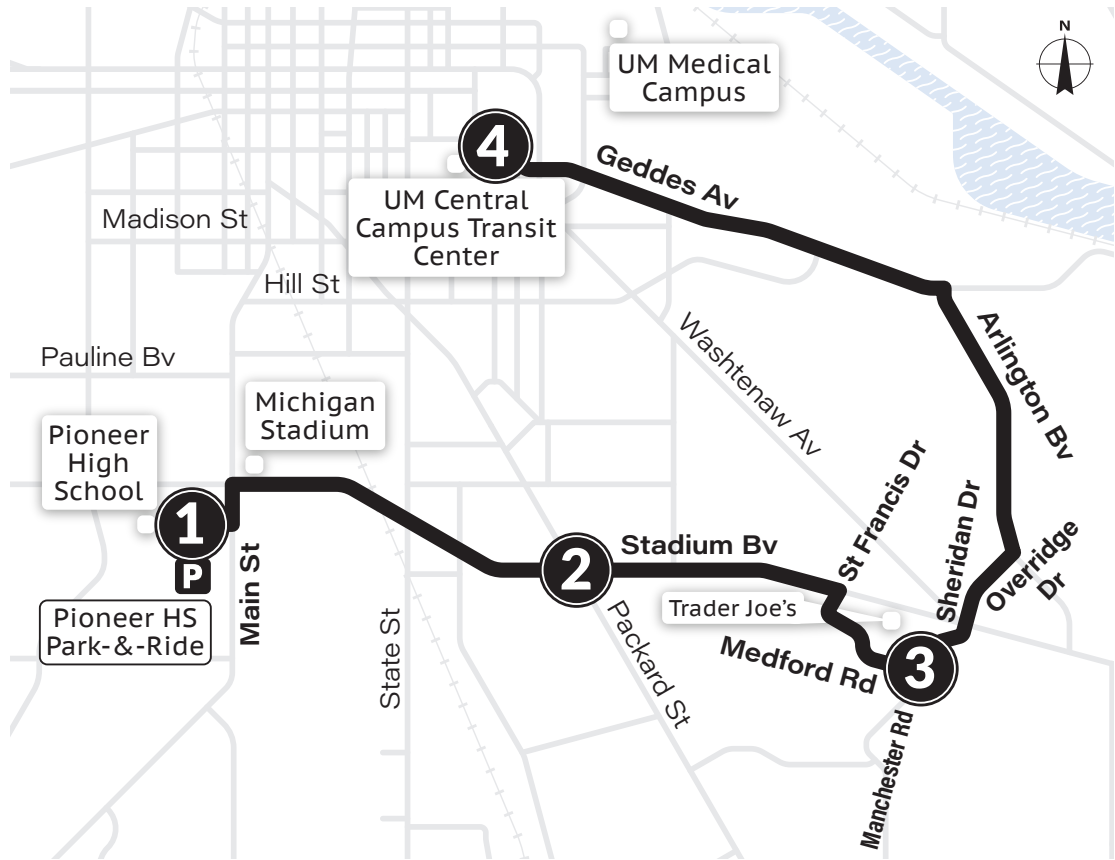 N
UM Medical
Campus
4
Geddes Av
UM Central
Campus Transit
Center
Madison St
Hill St
Arlington Bv
Washtenaw Av
Pauline Bv
Michigan
Stadium
Pioneer
High
School
1
P
Pioneer HS
Park-&-Ride
Main St
State St
2
Stadium Bv
Packard St
St Francis Dr
Trader Joe's
Sheridan Dr
Overridge
Dr
Medford Rd
3
Manchester Rd